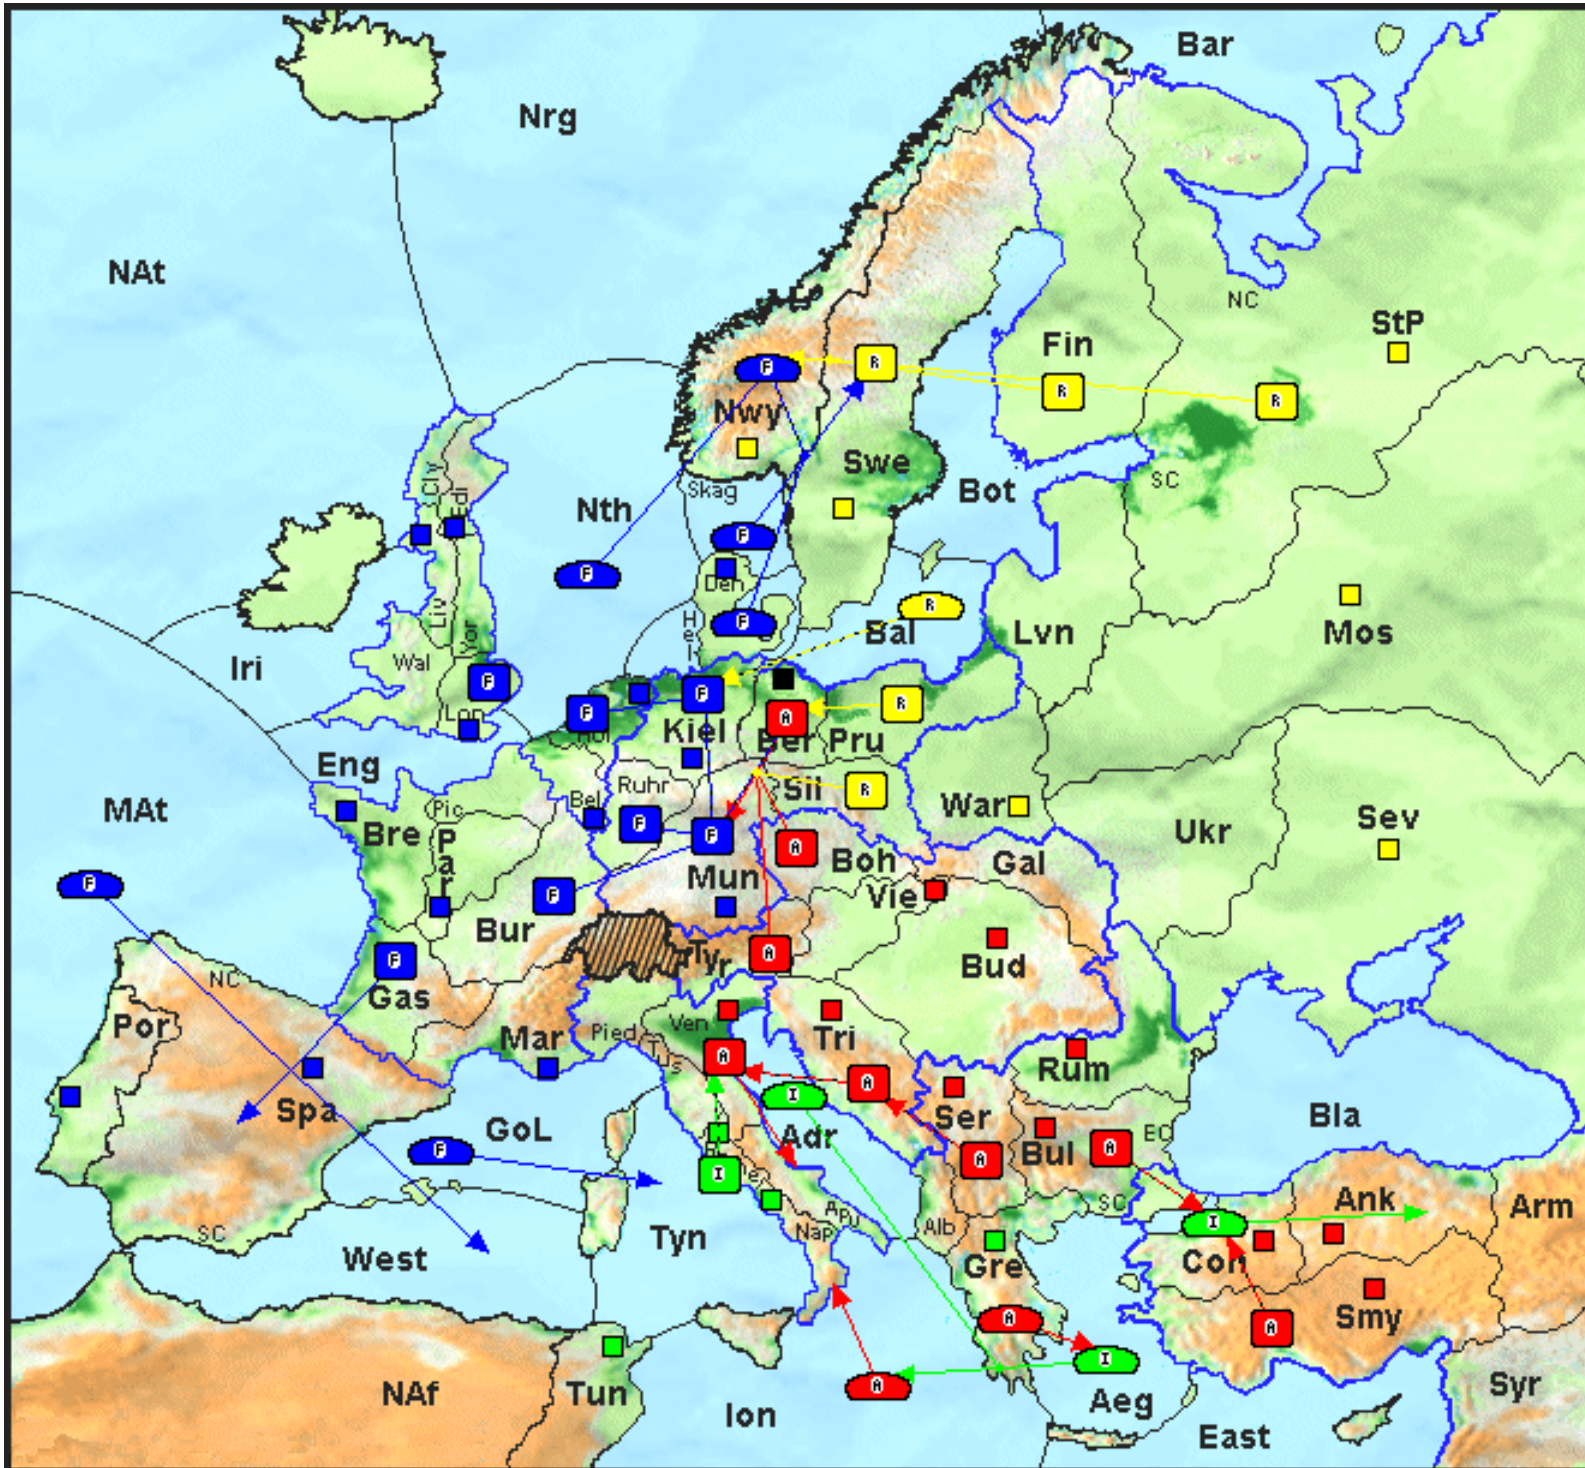 Bar
Nrg
NAt
NC
StP
Fin
R
F
R
R
R
Nwy
Cly
Edi
Swe
SC
Skag
Bot
Nth
F
F
Den
R
F
Hel
Bal
Lvn
Mos
Liv
Yor
Iri
Wal
F
F
F
R
Lon
Hol
Kiel
A
Ber
Pru
Eng
Ruhr
Sil
R
War
MAt
Pic
Bel
F
F
Ukr
Sev
Bre
Par
A
Boh
Gal
F
Mun
Vie
F
Bur
Gas
F
Tyr
A
Bud
NC
Por
Mar
Pied
Ven
Tus
Tri
Rum
A
A
Ser
Spa
GoL
I
Adr
Bla
F
I
A
Bul
A
EC
SC
Ank
Arm
SC
West
Tyn
Apu
Nap
Alb
Gre
I
Con
Smy
A
A
NAf
Tun
Ion
A
I
Aeg
Syr
East